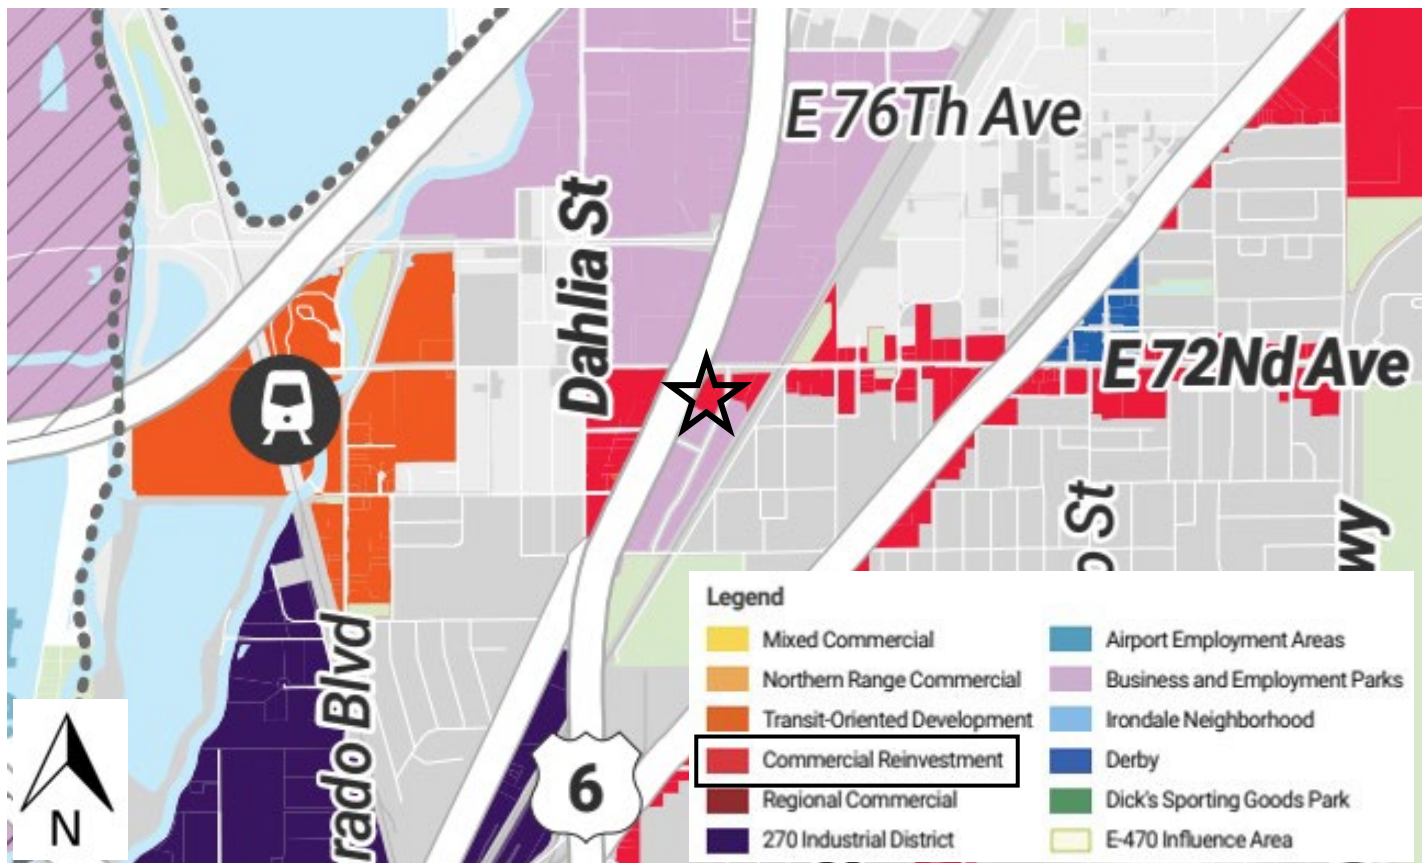 E 76Th Ave
Dahlia St
E 72Nd Ave
o St
wy
rado Blvd
6
N
Legend
Mixed Commercial
Northern Range Commercial
Transit-Oriented Development
Commercial Reinvestment
Regional Commercial
270 Industrial District
Airport Employment Areas
Business and Employment Parks
Irondale Neighborhood
Derby
Dick's Sporting Goods Park
E-470 Influence Area